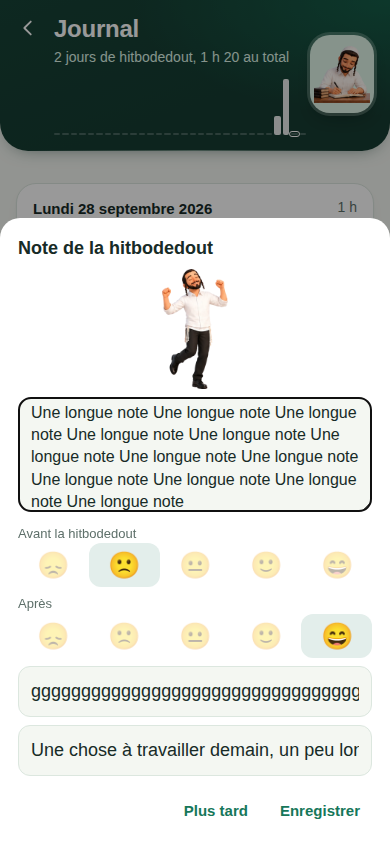 Journal
2 jours de hitbodedout, 1 h 20 au total
Lundi 28 septembre 2026
1 h
Note de la hitbodedout
Une longue note Une longue note Une longue
note Une longue note Une longue note Une
longue note Une longue note Une longue note
Une longue note Une longue note Une longue
note Une longue note
Avant la hitbodedout
Après
ggggggggggggggggggggggggggggggggg
Une chose à travailler demain, un peu lon
Plus tard
Enregistrer